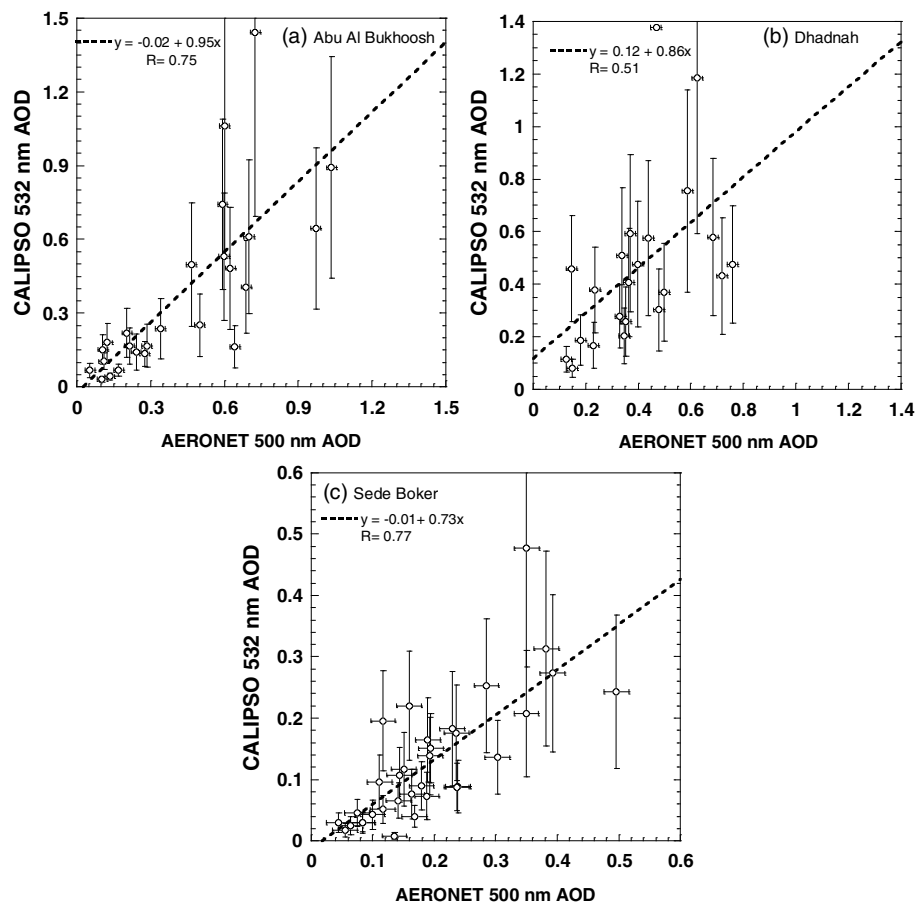 (a) Abu Al Bukhoosh
y = -0.02 + 0.95x
R= 0.75
CALIPSO 532 nm AOD
1.5
1.2
0.9
0.6
0.3
0
0 0.3 0.6 0.9 1.2 1.5
AERONET 500 nm AOD
(b) Dhadnah
y = 0.12 + 0.86x
R= 0.51
CALIPSO 532 nm AOD
1.4
1.2
1
0.8
0.6
0.4
0.2
0
0 0.2 0.4 0.6 0.8 1 1.2 1.4
AERONET 500 nm AOD
(c) Sede Boker
y = -0.01+ 0.73x
R= 0.77
CALIPSO 532 nm AOD
0.6
0.5
0.4
0.3
0.2
0.1
0
0 0.1 0.2 0.3 0.4 0.5 0.6
AERONET 500 nm AOD